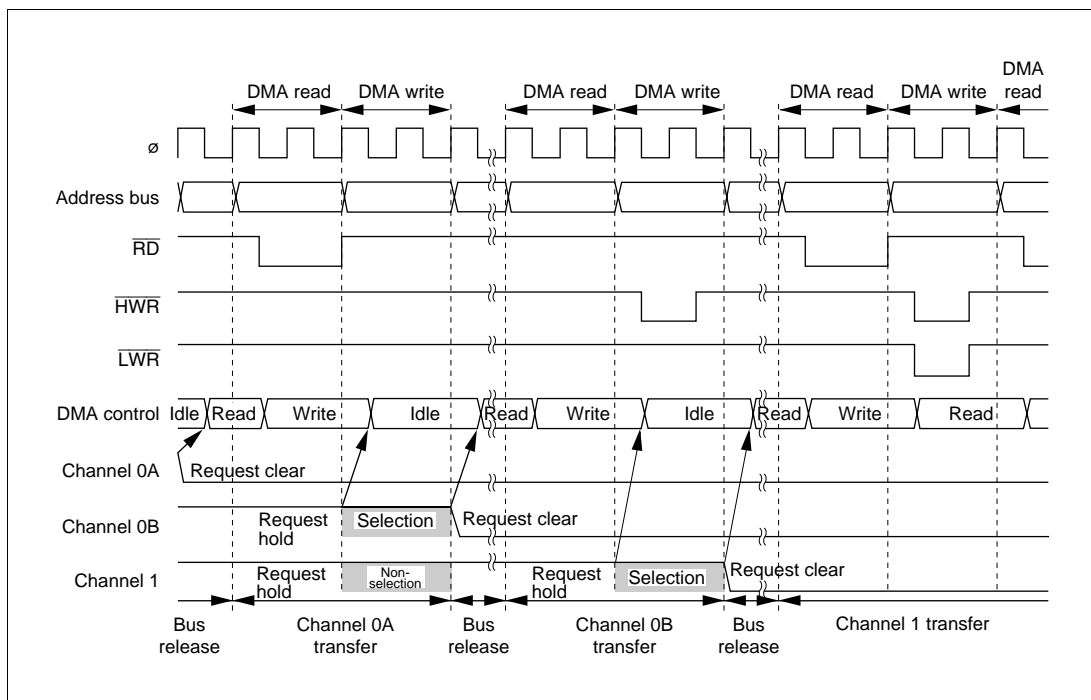 DMA
DMA read DMA write DMA read DMA write DMA read DMA write read
ø
Address bus
RD
HWR
LWR
DMA control Idle Read Write Idle Read Write Idle Read Write Read
Channel 0A Request clear
Channel 0B Request hold Selection Request clear
Channel 1 Request hold Non-selection Request hold Selection Request clear
Bus release Channel 0A transfer Bus release Channel 0B transfer Bus release Channel 1 transfer